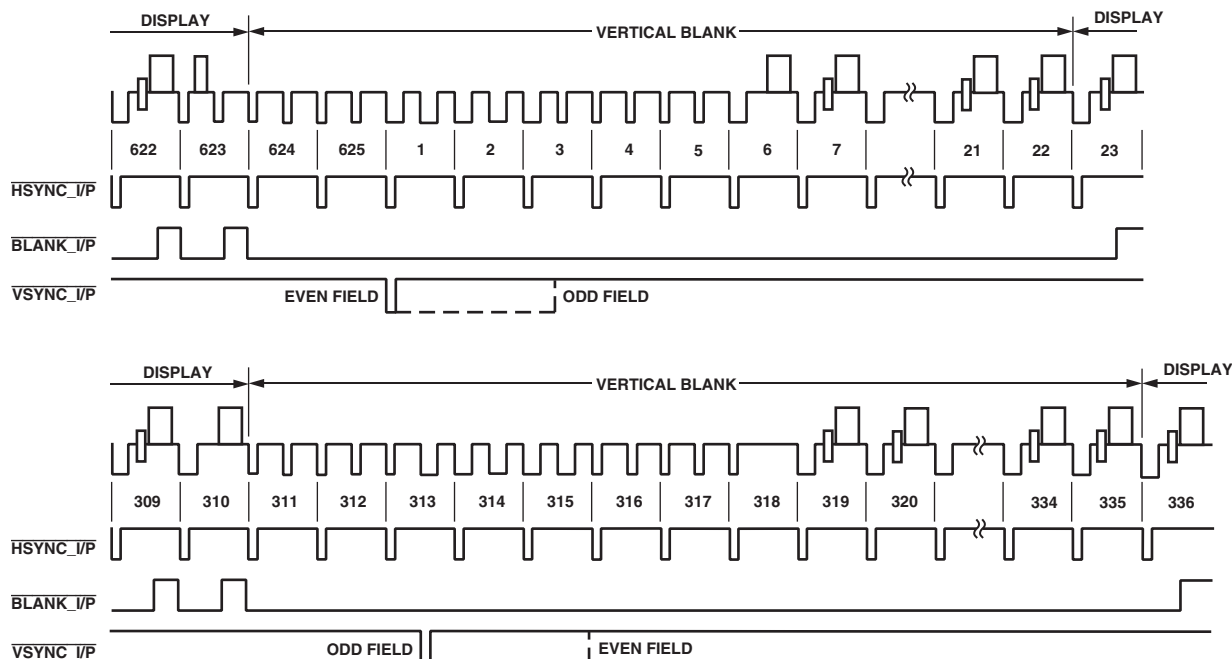 DISPLAY VERTICAL BLANK DISPLAY
622 623 624 625 1 2 3 4 5 6 7 21 22 23
HSYNC_I/P
BLANK_I/P
VSYNC_I/P
EVEN FIELD ODD FIELD
DISPLAY VERTICAL BLANK DISPLAY
309 310 311 312 313 314 315 316 317 318 319 320 334 335 336
HSYNC_I/P
BLANK_I/P
VSYNC_I/P
ODD FIELD EVEN FIELD